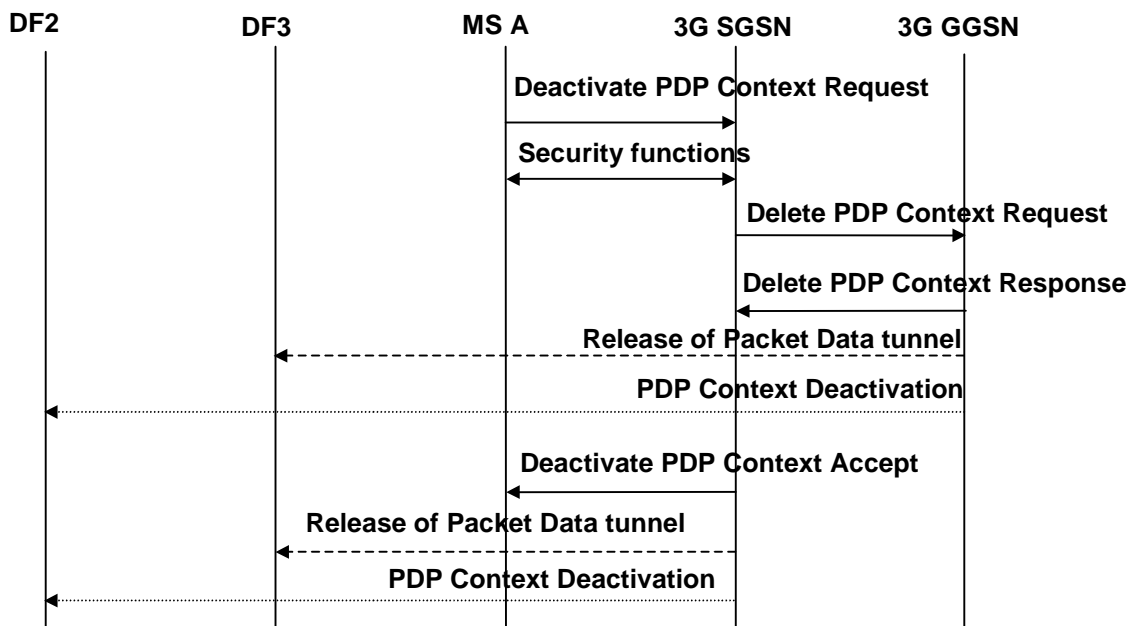 DF2
DF3
MS A
3G SGSN
3G GGSN
Deactivate PDP Context Request
Security functions
Delete PDP Context Request
Delete PDP Context Response
Release of Packet Data tunnel
PDP Context Deactivation
Deactivate PDP Context Accept
Release of Packet Data tunnel
PDP Context Deactivation